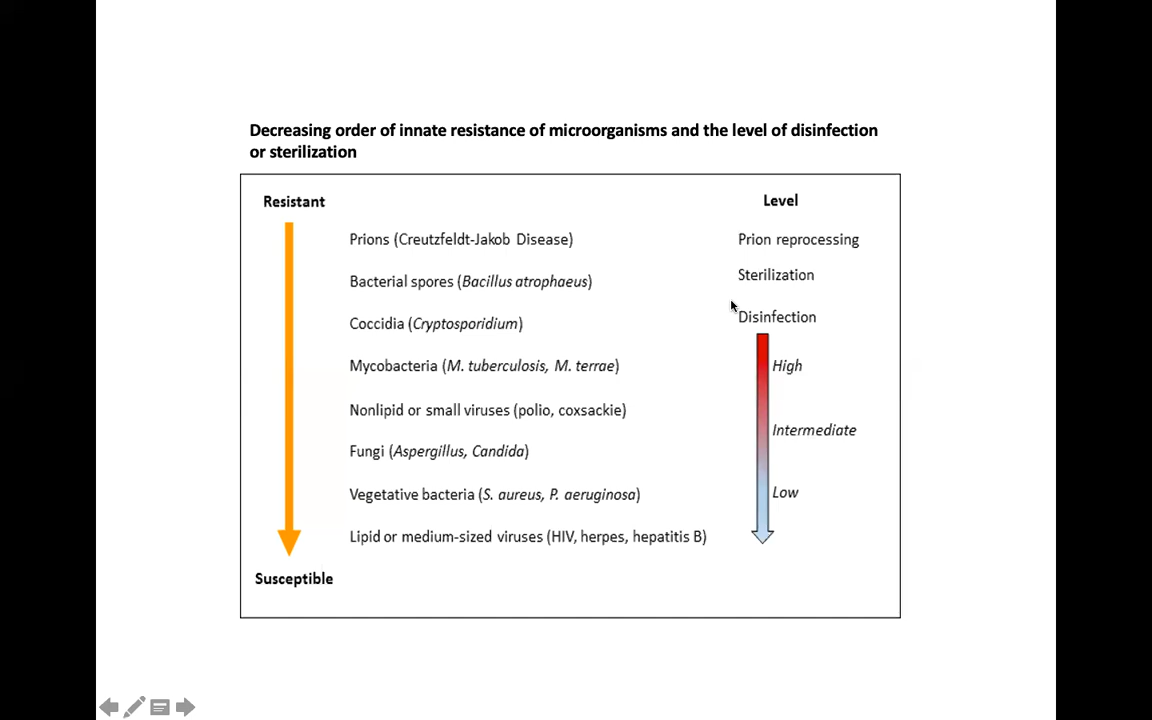 Decreasing order of innate resistance of microorganisms and the level of disinfection
or sterilization
Resistant
Level
Prions (Creutzfeldt-Jakob Disease)
Prion reprocessing
Bacterial spores (Bacillus atrophaeus)
Sterilization
Coccidia (Cryptosporidium)
Disinfection
Mycobacteria (M. tuberculosis, M. terrae)
High
Nonlipid or small viruses (polio, coxsackie)
Intermediate
Fungi (Aspergillus, Candida)
Vegetative bacteria (S. aureus, P. aeruginosa)
Low
Lipid or medium-sized viruses (HIV, herpes, hepatitis B)
Susceptible